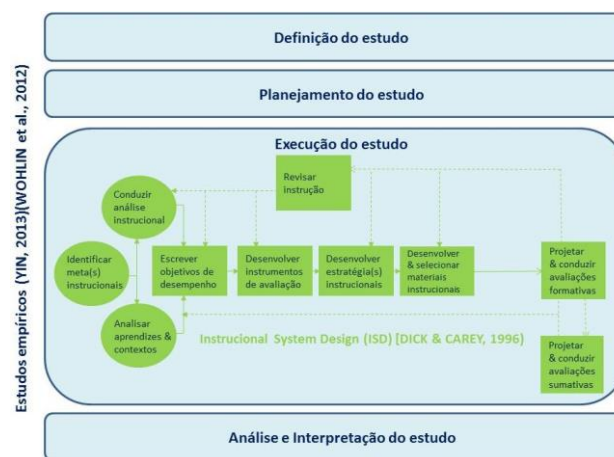 Estudos empíricos (YIN, 2013)(WOHLIN et al., 2012)
Definição do estudo
Planejamento do estudo
Execução do estudo
Revisar
instrução
Conduzir
análise
instrucional
Identificar
meta(s)
instrucionais
Escrever
objetivos de
desempenho
Desenvolver
instrumentos
de avaliação
Desenvolver
estratégia(s)
instrucionais
Desenvolver
& selecionar
materiais
instrucionais
Projetar
& conduzir
avaliações
formativas
Analisar
aprendizes &
contextos
Instrucional System Design (ISD) [DICK & CAREY, 1996)
Projetar
& conduzir
avaliações
sumativas
Análise e Interpretação do estudo